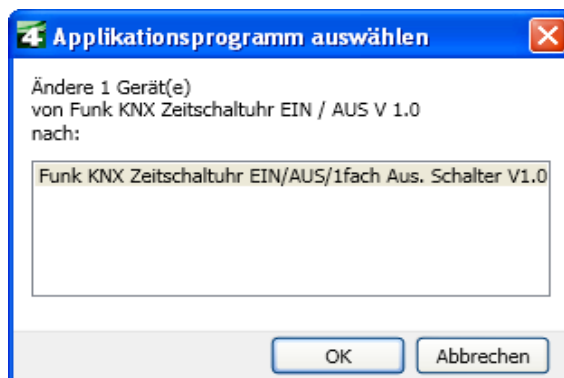 4 Applikationsprogramm auswählen
Ändere 1 Gerät(e)
von Funk KNX Zeitschaltuhr EIN / AUS V 1.0
nach:
Funk KNX Zeitschaltuhr EIN/AUS/1fach Aus. Schalter V1.0
OK Abbrechen